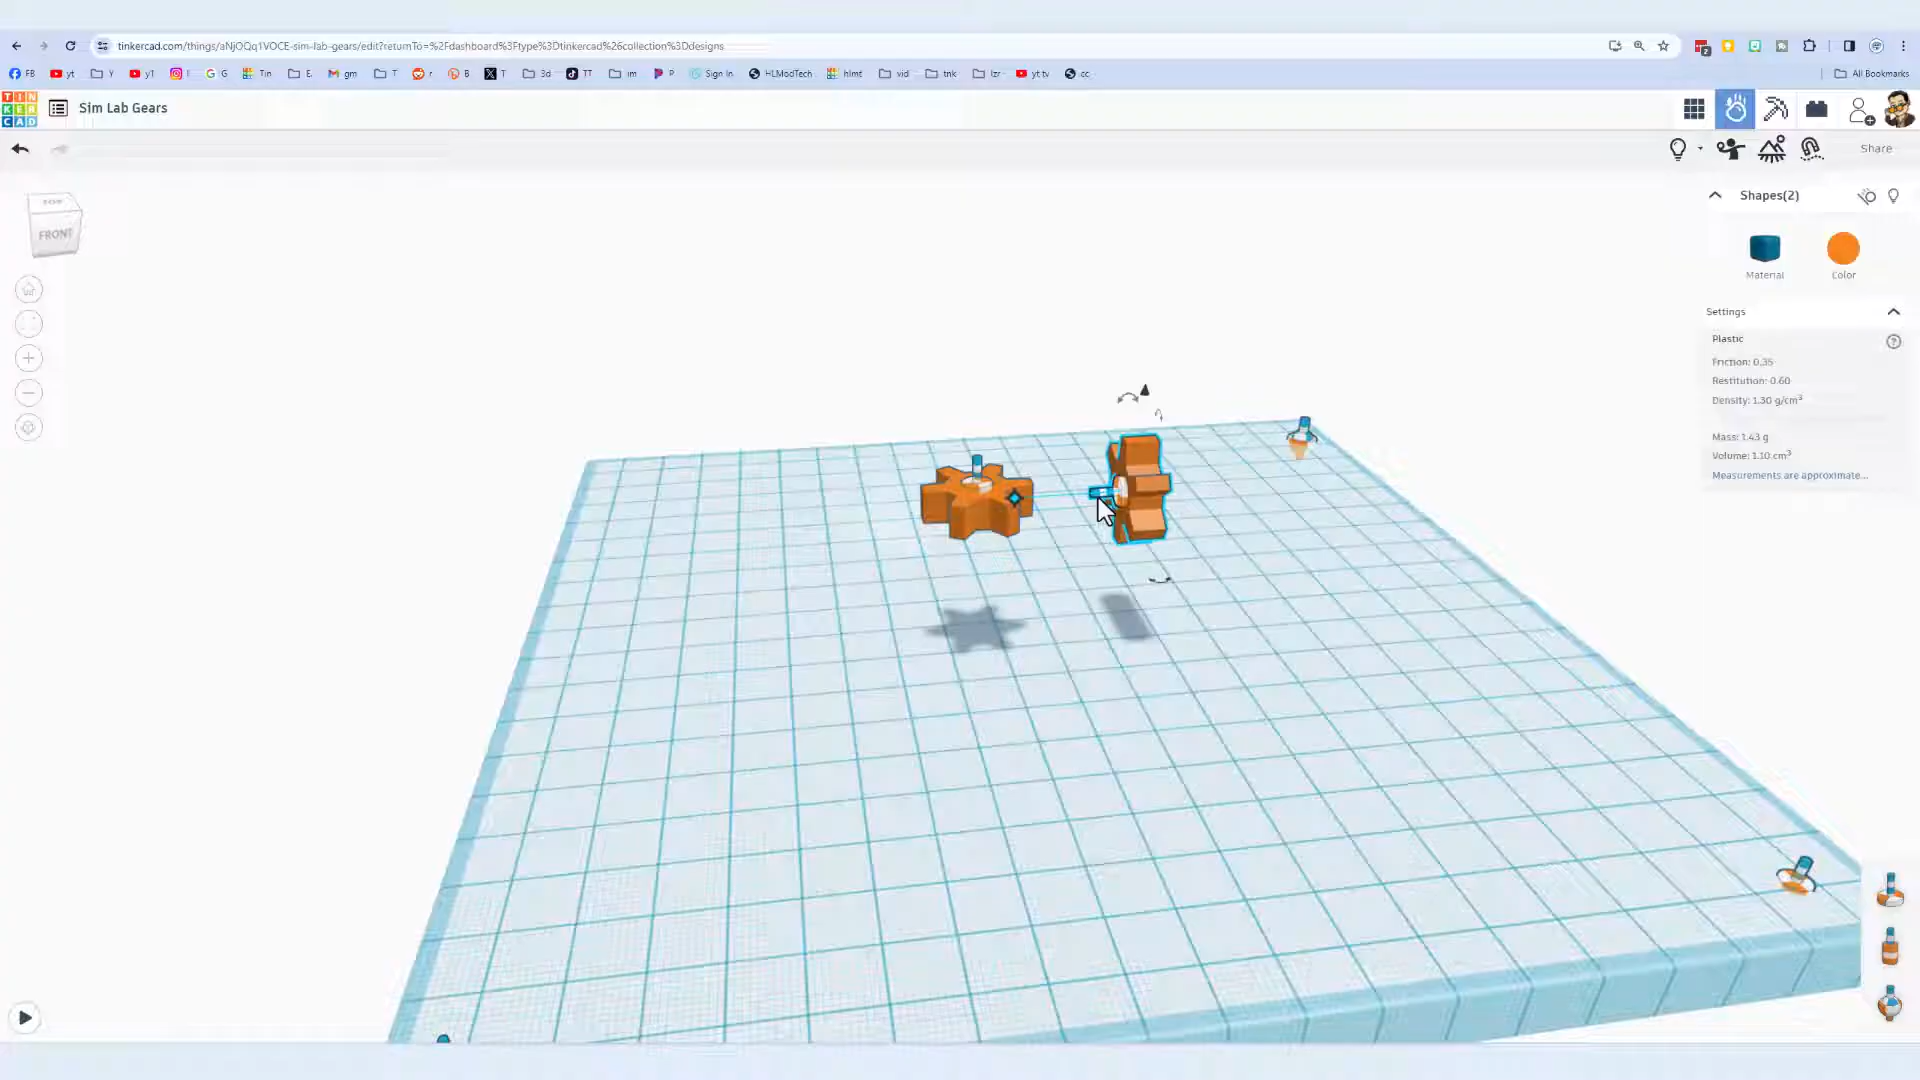 tinkercad.com/things/aNjOQq1VOCE-sim-lab-gears/edit?returnTo=%2Fdashboard%3Ftype%3Dtinkercad%26collection%3Ddesigns
FB yt Y y1 I G Tin E. gm T r B T 3d TT im P Sign In HLModTech hlmt vid tnk lzr yt tv cc All Bookmarks
TIN
KER
CAD
Sim Lab Gears
Share
TOP
FRONT
Shapes(2)
Material Color
Settings
Plastic
Friction: 0.35
Restitution: 0.60
Density: 1.30 g/cm³
Mass: 1.43 g
Volume: 1.10 cm³
Measurements are approximate...